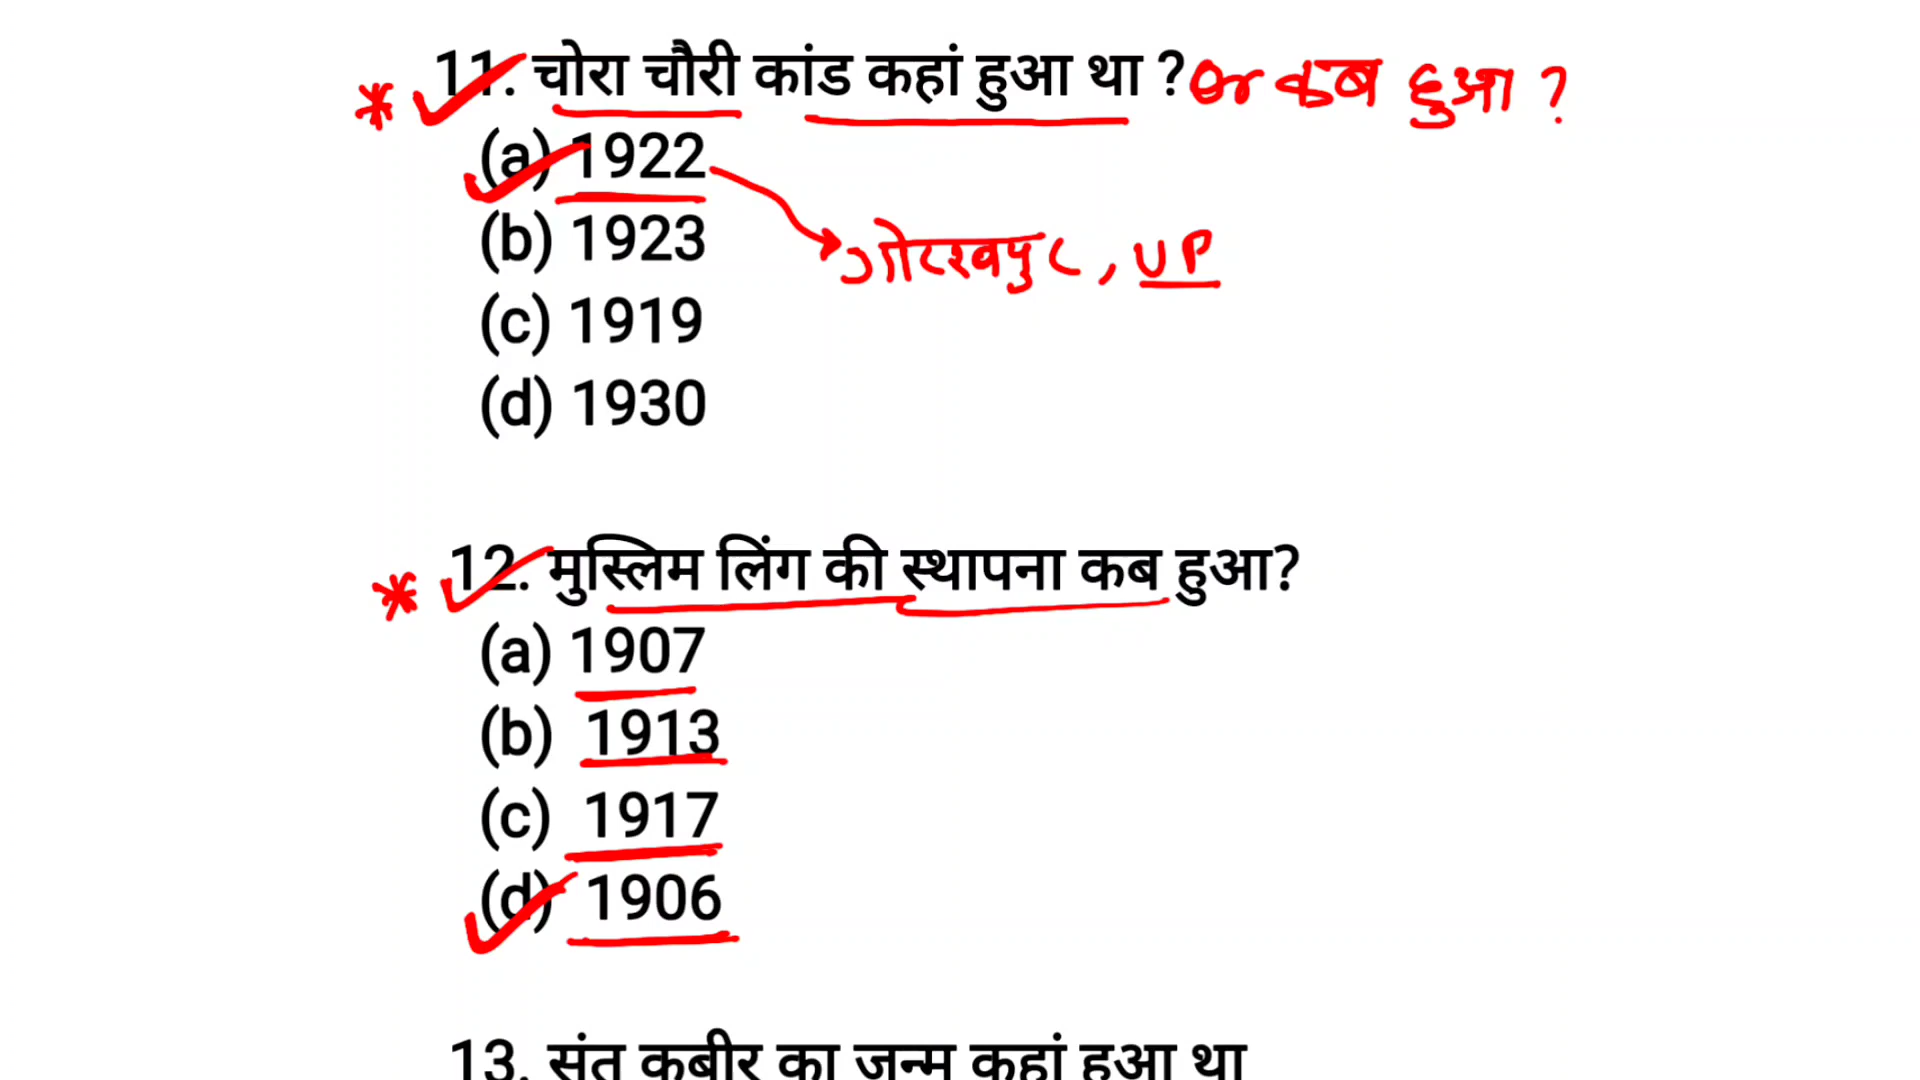 * 11. चोरा चौरी कांड कहां हुआ था ? or कब हुआ ?
(a) 1922
(b) 1923
गोरखपुर, UP
(c) 1919
(d) 1930
* 12. मुस्लिम लिंग की स्थापना कब हुआ?
(a) 1907
(b) 1913
(c) 1917
(d) 1906
13. संत कबीर का जन्म कहां हुआ था